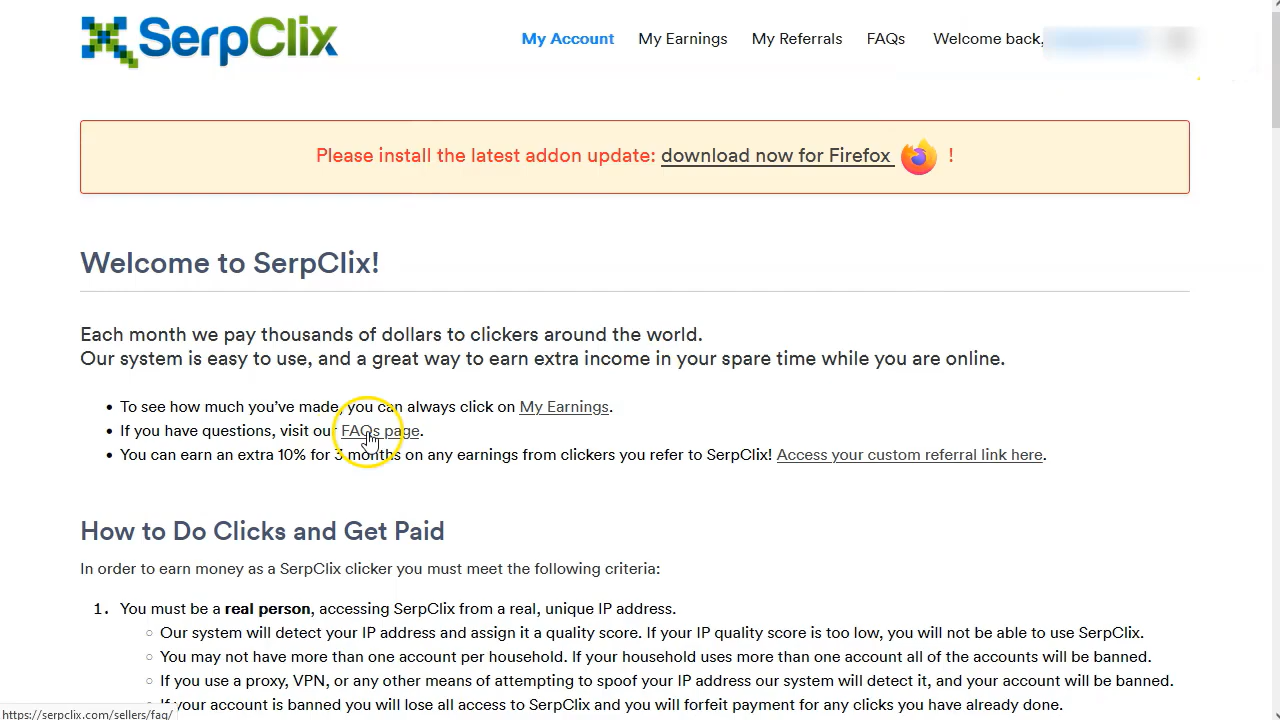 SerpClix
My Account My Earnings My Referrals FAQs Welcome back,
Please install the latest addon update: download now for Firefox !
Welcome to SerpClix!
Each month we pay thousands of dollars to clickers around the world.
Our system is easy to use, and a great way to earn extra income in your spare time while you are online.
• To see how much you've made, you can always click on My Earnings.
• If you have questions, visit our FAQs page.
• You can earn an extra 10% for 3 months on any earnings from clickers you refer to SerpClix! Access your custom referral link here.
How to Do Clicks and Get Paid
In order to earn money as a SerpClix clicker you must meet the following criteria:
1. You must be a real person, accessing SerpClix from a real, unique IP address.
○ Our system will detect your IP address and assign it a quality score. If your IP quality score is too low, you will not be able to use SerpClix.
○ You may not have more than one account per household. If your household uses more than one account all of the accounts will be banned.
○ If you use a proxy, VPN, or any other means of attempting to spoof your IP address our system will detect it, and your account will be banned.
If your account is banned you will lose all access to SerpClix and you will forfeit payment for any clicks you have already done.
https://serpclix.com/sellers/faq/